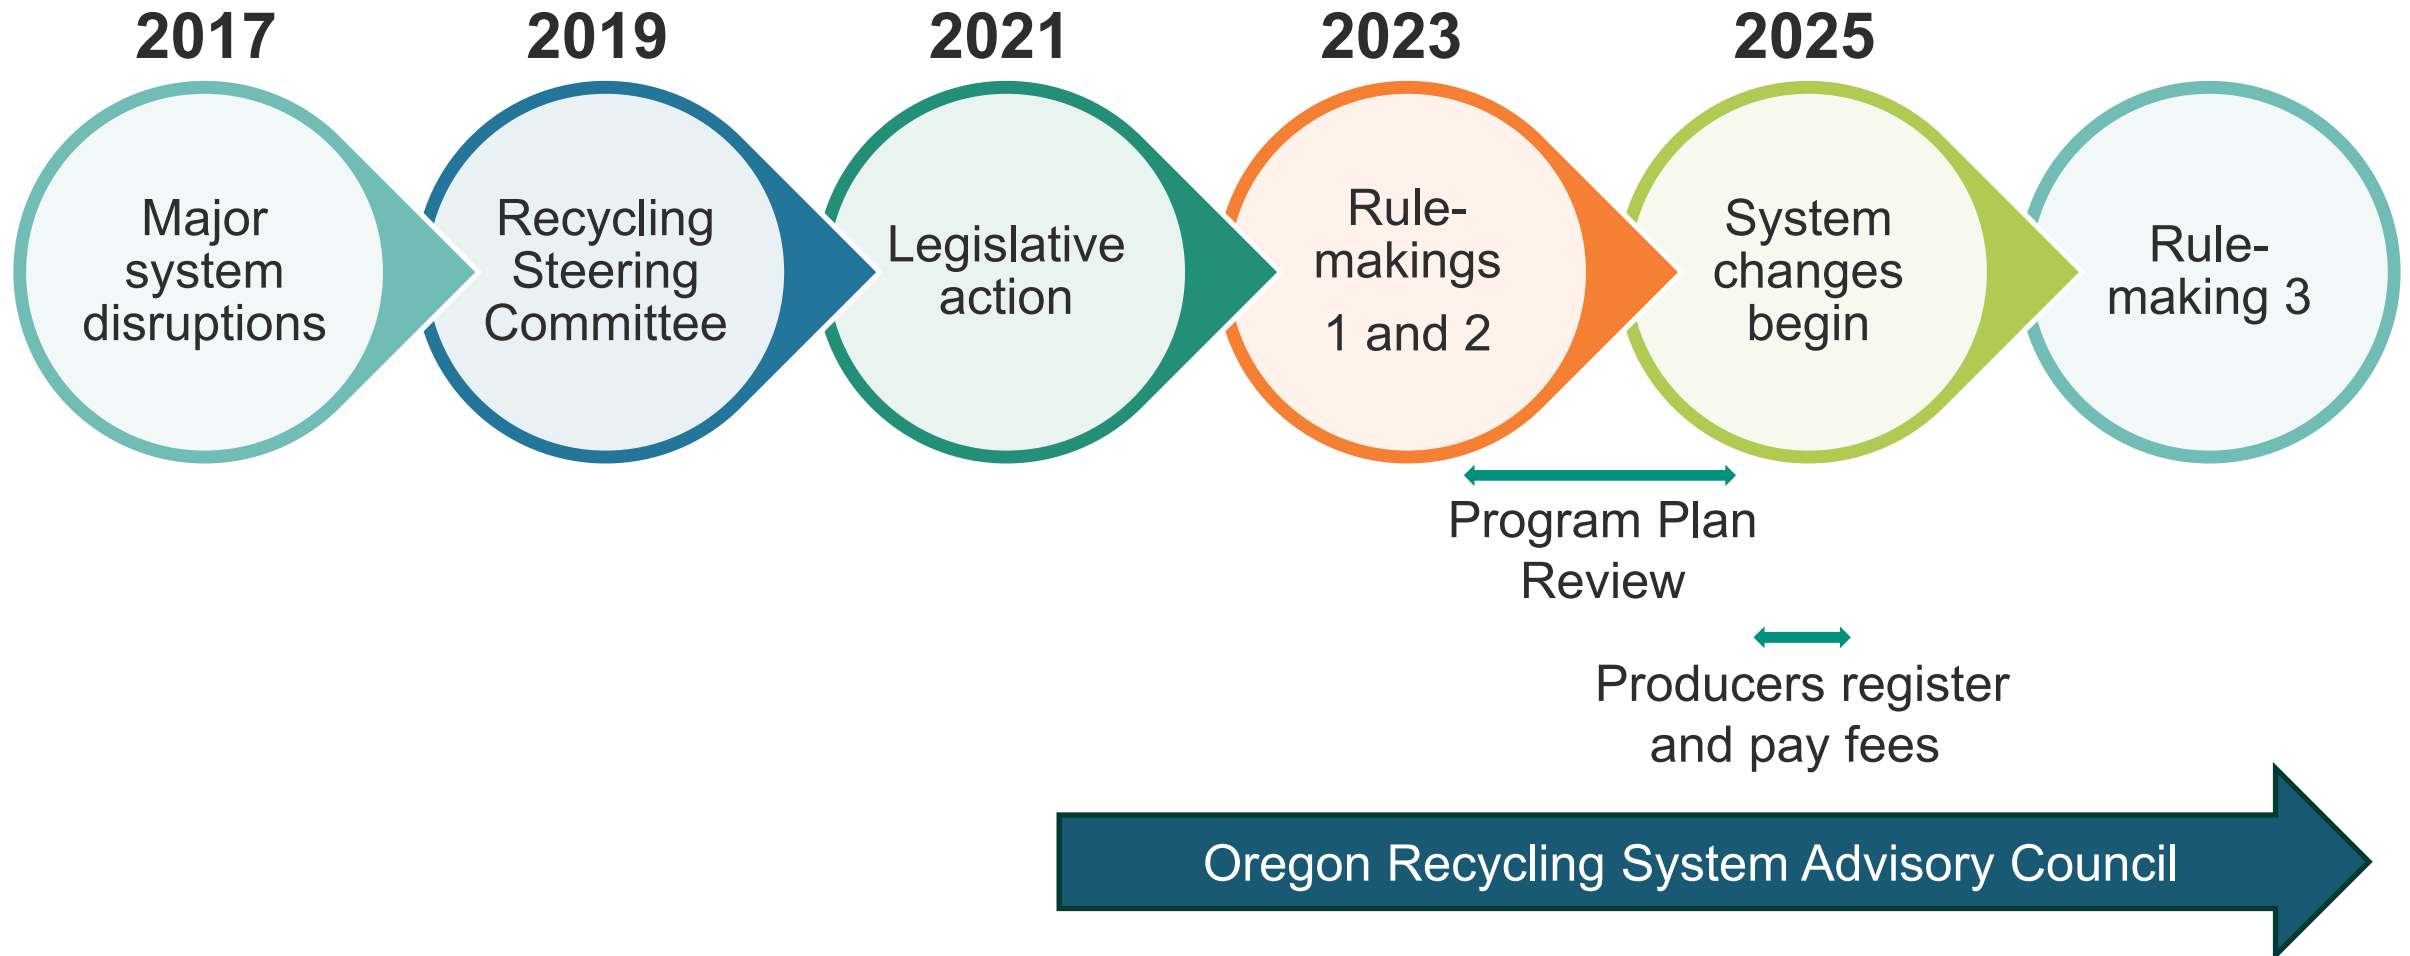 2017
Major
system
disruptions
2019
Recycling
Steering
Committee
2021
Legislative
action
2023
Rule-
makings
1 and 2
2025
System
changes
begin
Rule-
making 3
Program Plan
Review
Producers register
and pay fees
Oregon Recycling System Advisory Council